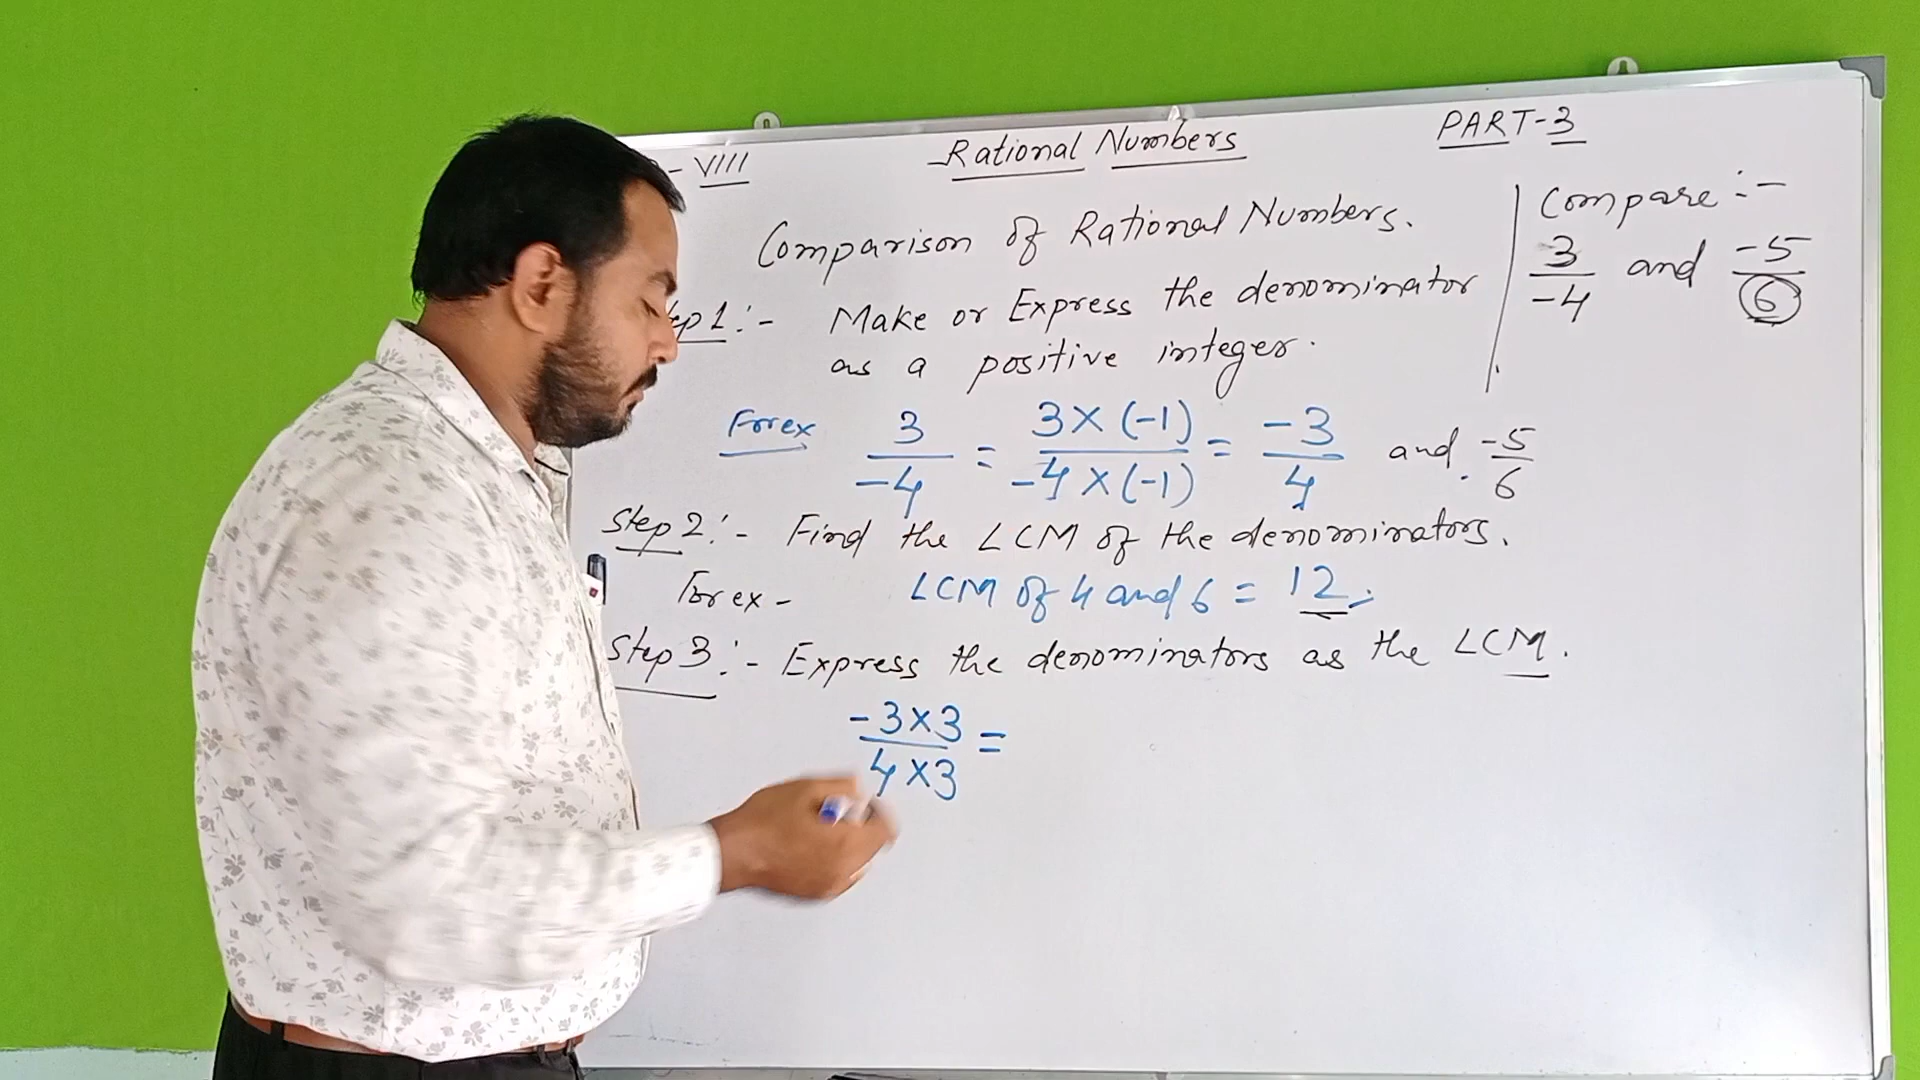 - VIII
Rational Numbers
PART-3
Comparison of Rational Numbers.
Compare :-
3/-4 and -5/6
ep 1 :- Make or Express the denominator
as a positive integer.
For ex 3/-4 = 3×(-1)/-4×(-1) = -3/4 and -5/6
Step 2 :- Find the LCM of the denominators.
For ex - LCM of 4 and 6 = 12.
Step 3 :- Express the denominators as the LCM.
-3×3/4×3 =